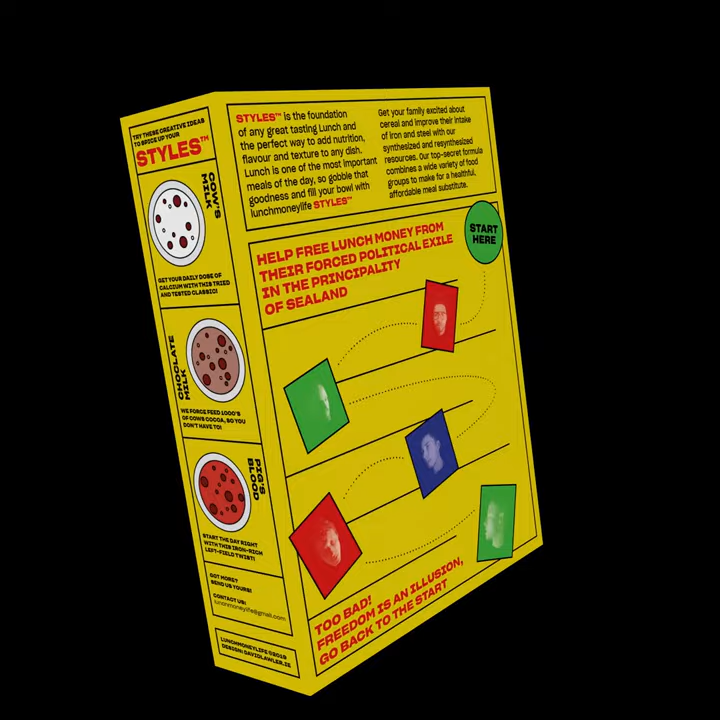 TRY THESE CREATIVE IDEAS
TO SPICE UP YOUR
STYLES™
COW'S
MILK
GET YOUR DAILY DOSE OF
CALCIUM WITH THIS TRIED
AND TESTED CLASSIC!
CHOCLATE
MILK
WE FORCE FEED 1000'S
OF COWS COCOA, SO YOU
DON'T HAVE TO!
PIG'S
BLOOD
START THE DAY RIGHT
WITH THIS IRON-RICH
LEFT-FIELD TWIST!
GOT MORE?
SEND US YOURS!
CONTACT US:
lunchmoneylife@gmail.com
LUNCHMONEYLIFE ©2019
DESIGN: DAVIDLAWLER.IE
STYLES™ is the foundation
of any great tasting Lunch and
the perfect way to add nutrition,
flavour and texture to any dish.
Lunch is one of the most important
meals of the day, so gobble that
goodness and fill your bowl with
lunchmoneylife STYLES™
Get your family excited about
cereal and improve their intake
of iron and steel with our
synthesized and resynthesized
resources. Our top-secret formula
combines a wide variety of food
groups to make for a healthful,
affordable meal substitute.
START
HERE
HELP FREE LUNCH MONEY FROM
THEIR FORCED POLITICAL EXILE
IN THE PRINCIPALITY
OF SEALAND
TOO BAD!
FREEDOM IS AN ILLUSION,
GO BACK TO THE START